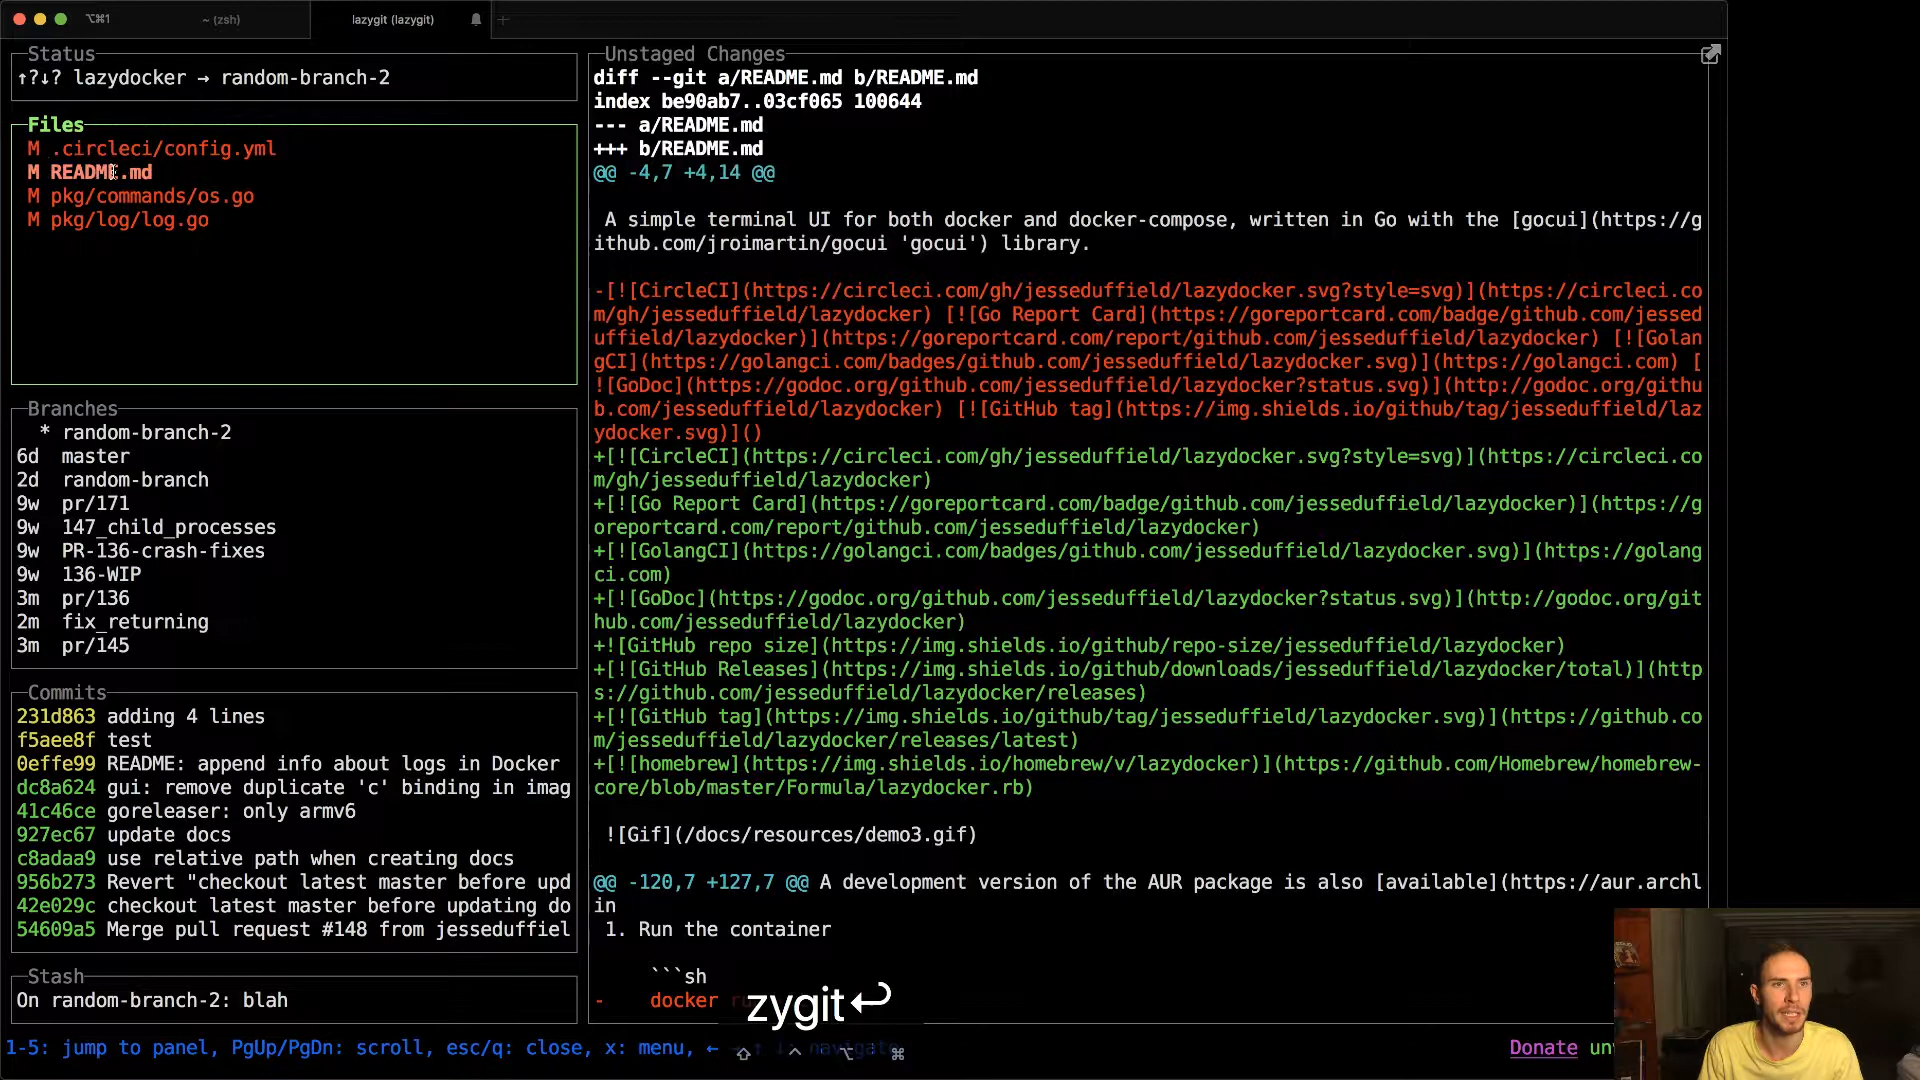 ⌥⌘1
~ (zsh)
lazygit (lazygit)
Status
↑?↓? lazydocker → random-branch-2
Files
M .circleci/config.yml
M README.md
M pkg/commands/os.go
M pkg/log/log.go
Branches
* random-branch-2
6d master
2d random-branch
9w pr/171
9w 147_child_processes
9w PR-136-crash-fixes
9w 136-WIP
3m pr/136
2m fix_returning
3m pr/145
Commits
231d863 adding 4 lines
f5aee8f test
0effe99 README: append info about logs in Docker
dc8a624 gui: remove duplicate 'c' binding in imag
41c46ce goreleaser: only armv6
927ec67 update docs
c8adaa9 use relative path when creating docs
956b273 Revert "checkout latest master before upd
42e029c checkout latest master before updating do
54609a5 Merge pull request #148 from jesseduffiel
Stash
On random-branch-2: blah
Unstaged Changes
diff --git a/README.md b/README.md
index be90ab7..03cf065 100644
--- a/README.md
+++ b/README.md
@@ -4,7 +4,14 @@
A simple terminal UI for both docker and docker-compose, written in Go with the [gocui](https://g
ithub.com/jroimartin/gocui 'gocui') library.
-[![CircleCI](https://circleci.com/gh/jesseduffield/lazydocker.svg?style=svg)](https://circleci.co
m/gh/jesseduffield/lazydocker) [![Go Report Card](https://goreportcard.com/badge/github.com/jessed
uffield/lazydocker)](https://goreportcard.com/report/github.com/jesseduffield/lazydocker) [![Golan
gCI](https://golangci.com/badges/github.com/jesseduffield/lazydocker.svg)](https://golangci.com) [
![GoDoc](https://godoc.org/github.com/jesseduffield/lazydocker?status.svg)](http://godoc.org/githu
b.com/jesseduffield/lazydocker) [![GitHub tag](https://img.shields.io/github/tag/jesseduffield/laz
ydocker.svg)]()
+[![CircleCI](https://circleci.com/gh/jesseduffield/lazydocker.svg?style=svg)](https://circleci.co
m/gh/jesseduffield/lazydocker)
+[![Go Report Card](https://goreportcard.com/badge/github.com/jesseduffield/lazydocker)](https://g
oreportcard.com/report/github.com/jesseduffield/lazydocker)
+[![GolangCI](https://golangci.com/badges/github.com/jesseduffield/lazydocker.svg)](https://golang
ci.com)
+[![GoDoc](https://godoc.org/github.com/jesseduffield/lazydocker?status.svg)](http://godoc.org/git
hub.com/jesseduffield/lazydocker)
+![GitHub repo size](https://img.shields.io/github/repo-size/jesseduffield/lazydocker)
+[![GitHub Releases](https://img.shields.io/github/downloads/jesseduffield/lazydocker/total)](http
s://github.com/jesseduffield/lazydocker/releases)
+[![GitHub tag](https://img.shields.io/github/tag/jesseduffield/lazydocker.svg)](https://github.co
m/jesseduffield/lazydocker/releases/latest)
+[![homebrew](https://img.shields.io/homebrew/v/lazydocker)](https://github.com/Homebrew/homebrew-
core/blob/master/Formula/lazydocker.rb)
![Gif](/docs/resources/demo3.gif)
@@ -120,7 +127,7 @@ A development version of the AUR package is also [available](https://aur.archl
in
1. Run the container
```sh
- docker
zygit↩
1-5: jump to panel, PgUp/PgDn: scroll, esc/q: close, x: menu, ←
⇧ ^ ⌥ ⌘
Donate